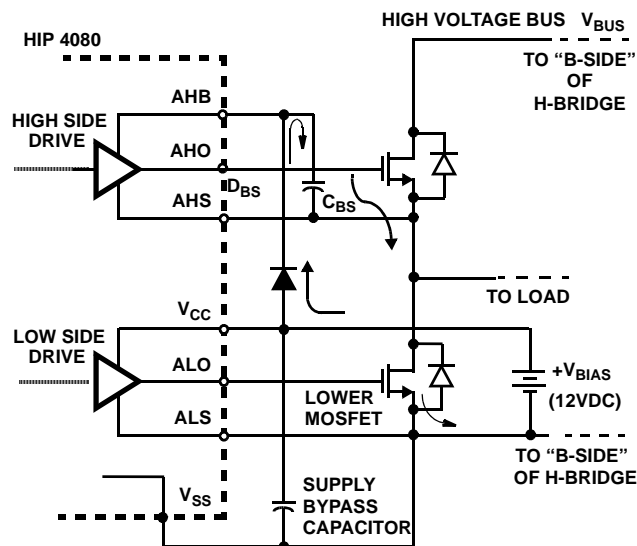 HIGH VOLTAGE BUS V_BUS
HIP 4080
TO “B-SIDE”
OF
H-BRIDGE
AHB
HIGH SIDE
DRIVE
AHO
D_BS
AHS
C_BS
TO LOAD
V_CC
LOW SIDE
DRIVE
ALO
LOWER
MOSFET
+V_BIAS
(12VDC)
ALS
TO “B-SIDE”
OF H-BRIDGE
V_SS
SUPPLY
BYPASS
CAPACITOR